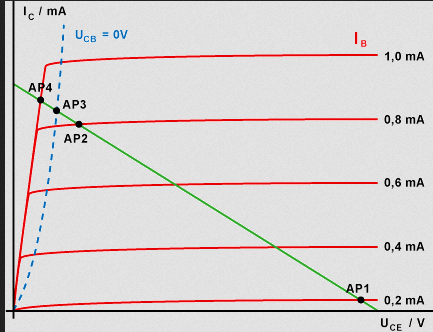 I_C / mA
U_CB = 0V
I_B
1,0 mA
AP4
AP3
0,8 mA
AP2
0,6 mA
0,4 mA
AP1
0,2 mA
U_CE / V